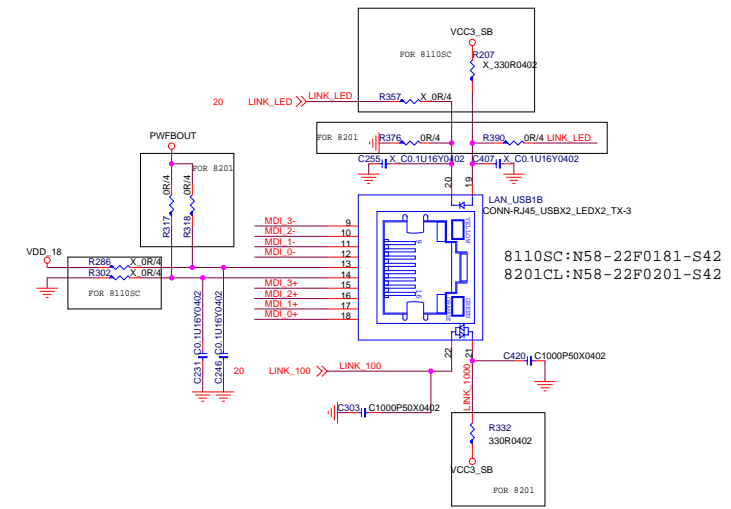 VCC3_SB
FOR 8110SC
R207
X_330R0402
20 LINK_LED LINK_LED R357 X_0R/4
PWFBOUT
FOR 8201
R376 0R/4 R390 0R/4 LINK_LED
C255 X_C0.1U16Y0402 C407 X_C0.1U16Y0402
FOR 8201
0R/4 0R/4
R317 R318
20 19
LAN_USB1B
CONN-RJ45_USBX2_LEDX2_TX-3
MDI_3- 9
MDI_2- 10
MDI_1- 11
MDI_0- 12
YELLOW
9
VDD_18
R286 X_0R/4 13
R302 X_0R/4 14
FOR 8110SC
8110SC:N58-22F0181-S42
8201CL:N58-22F0201-S42
MDI_3+ 15
MDI_2+ 16
MDI_1+ 17
MDI_0+ 18
16
GREEN
C231 C0.1U16Y0402
C246 C0.1U16Y0402
22 21
20 LINK_100 LINK_100
LINK_1000
C420 C1000P50X0402
C303 C1000P50X0402
R332
330R0402
VCC3_SB
FOR 8201